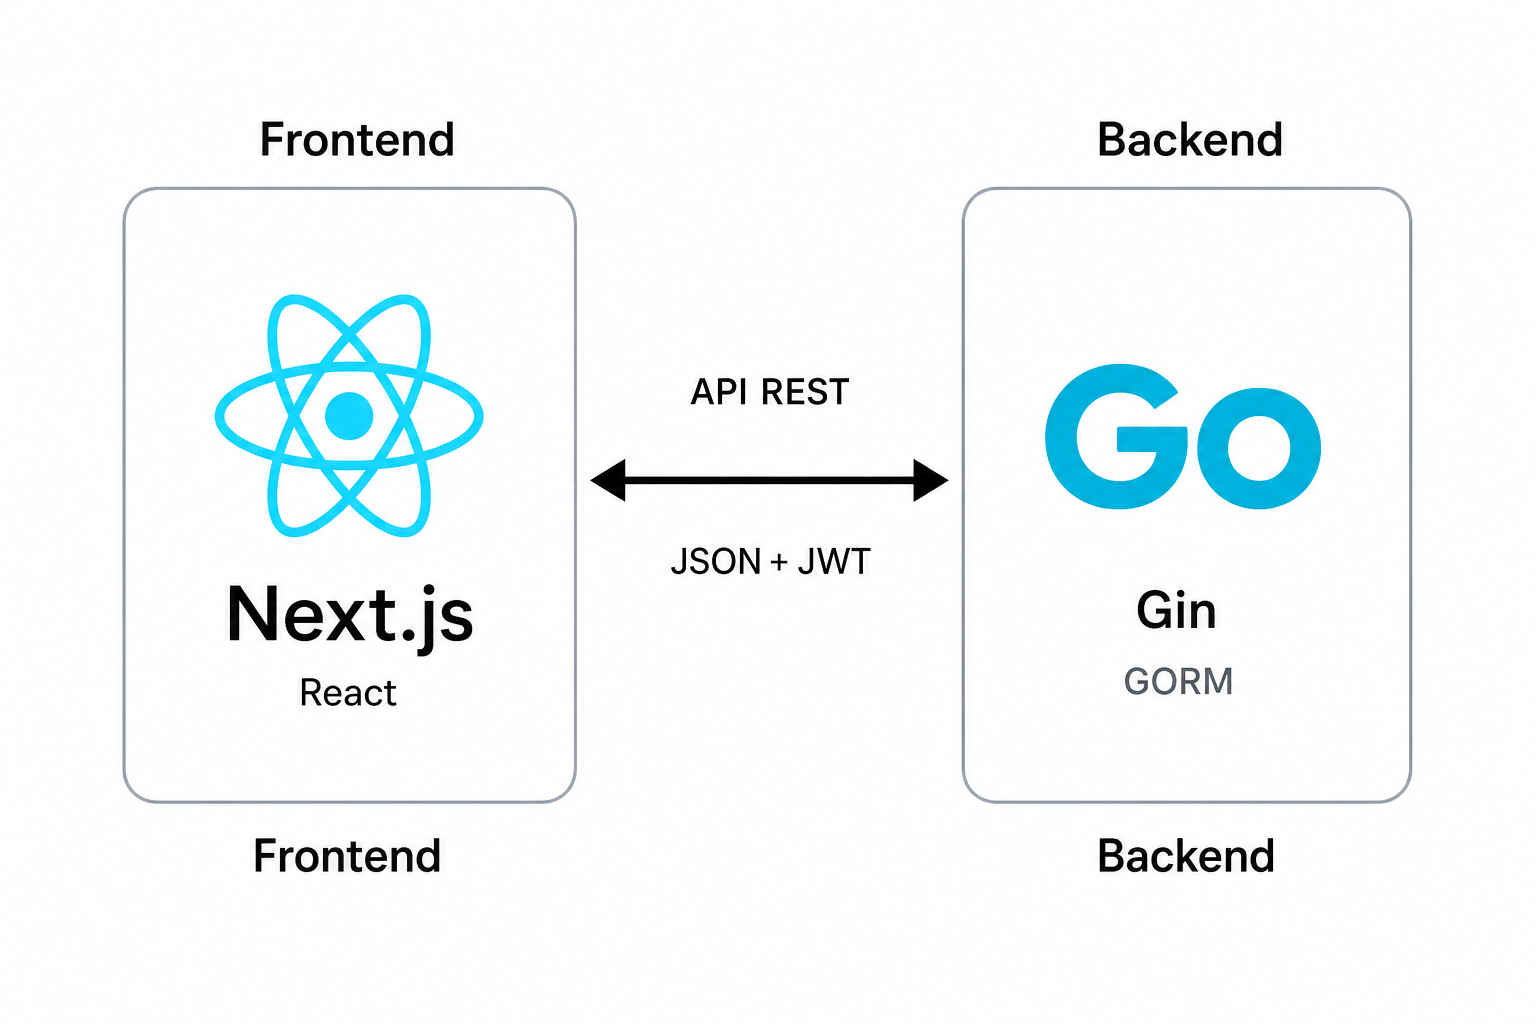 Frontend
Backend
API REST
Go
JSON + JWT
Next.js
React
Gin
GORM
Frontend
Backend